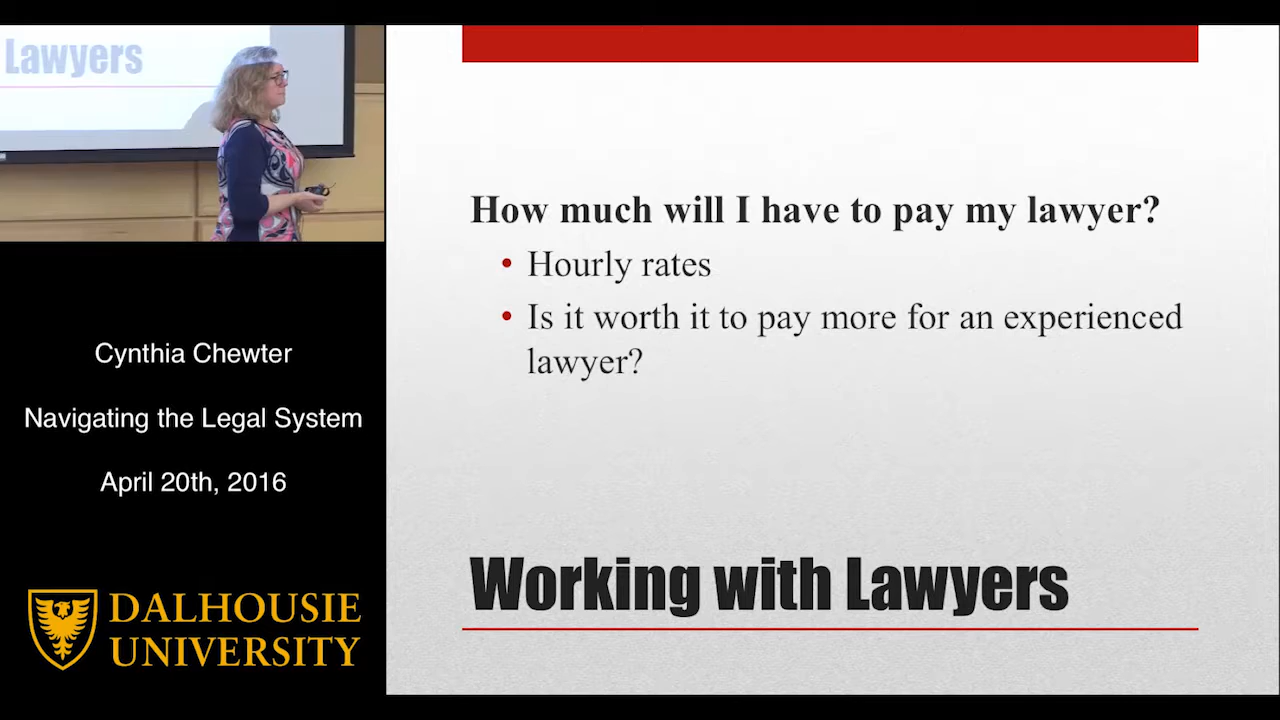 Lawyers
Cynthia Chewter
Navigating the Legal System
April 20th, 2016
DALHOUSIE
UNIVERSITY
How much will I have to pay my lawyer?
• Hourly rates
• Is it worth it to pay more for an experienced
lawyer?
Working with Lawyers